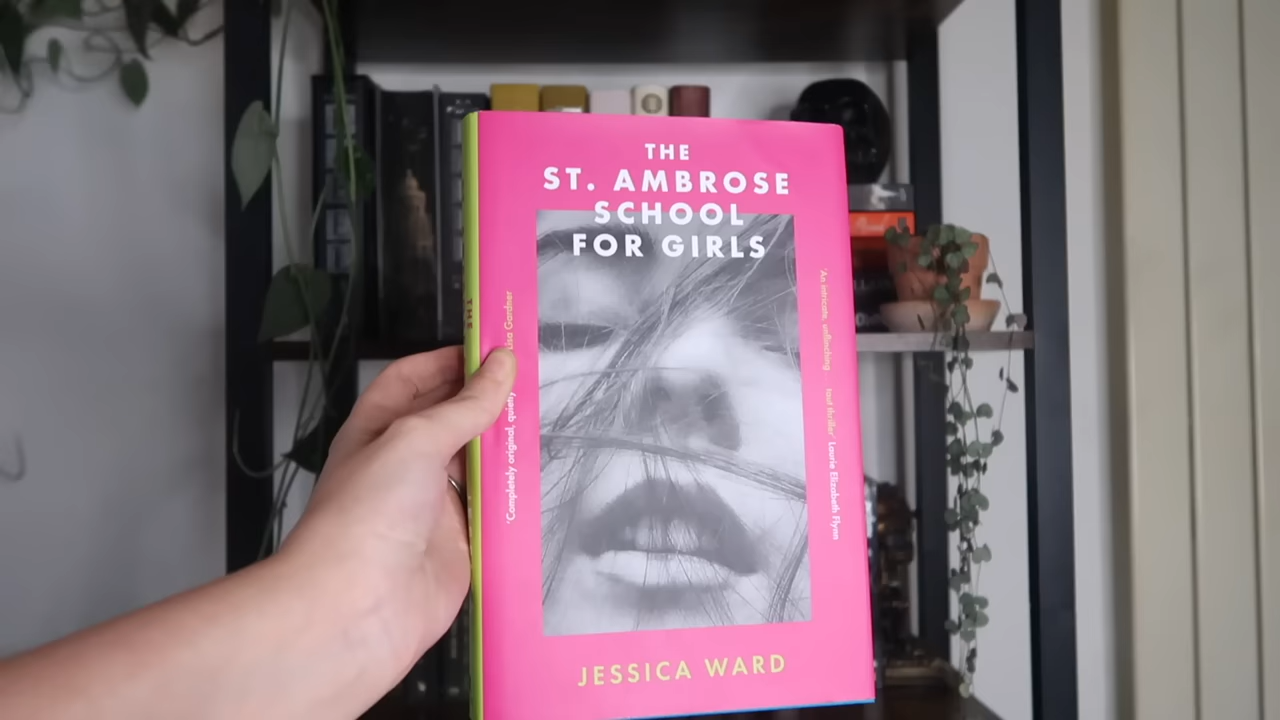 THE
ST. AMBROSE
SCHOOL
FOR GIRLS
'Completely original, quietly
Lisa Gardner
'An intricate, unflinching
taut thriller' Laurie Elizabeth Flynn
JESSICA WARD
THE